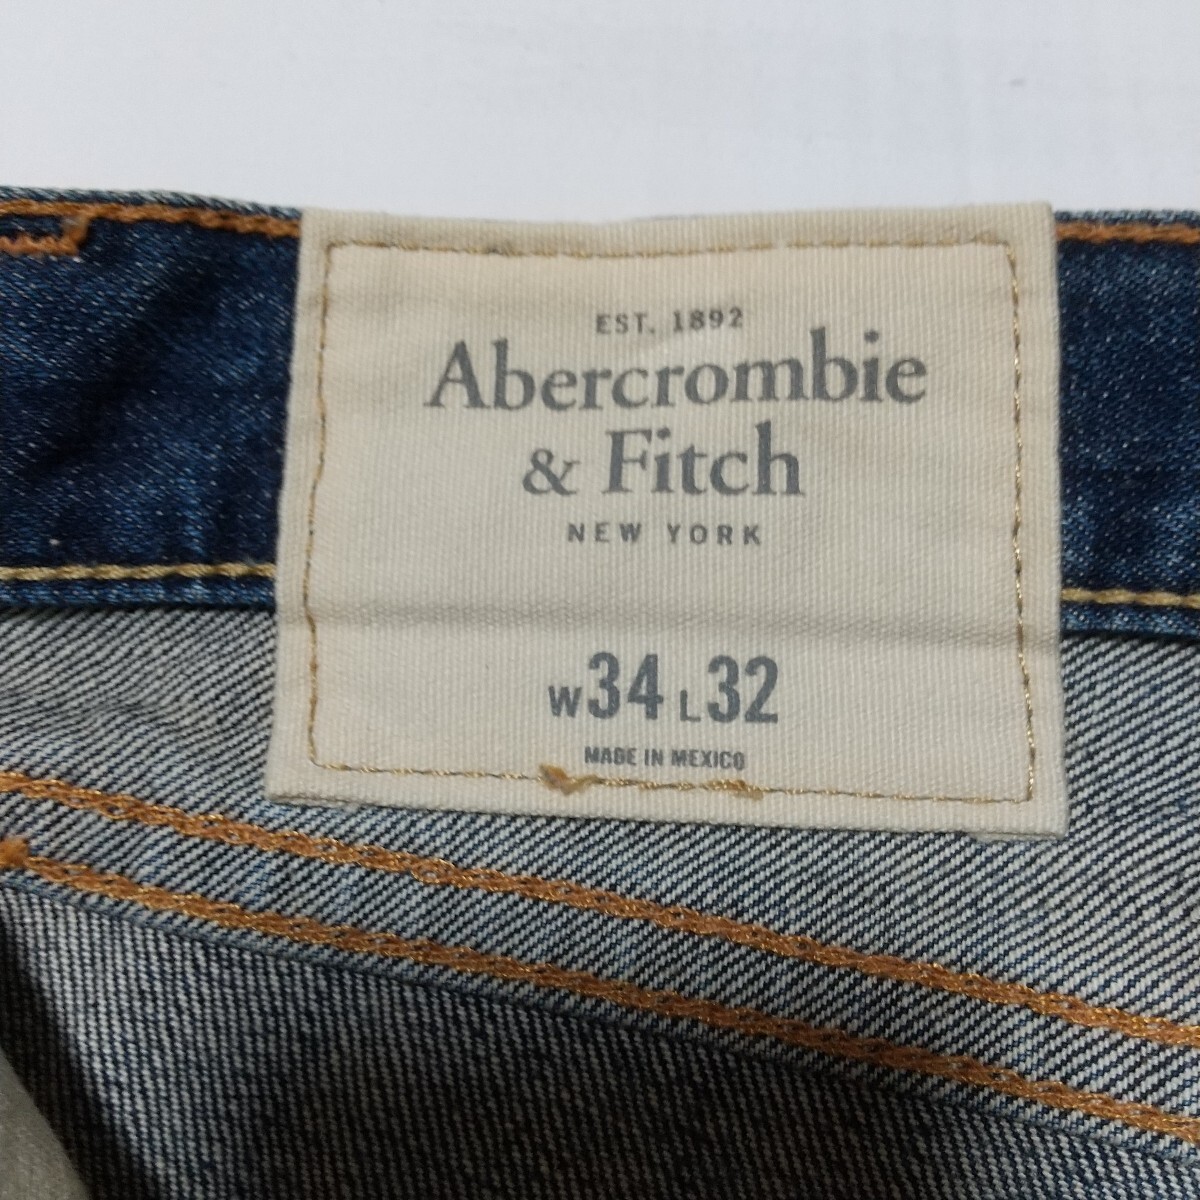 EST. 1892
Abercrombie
& Fitch
NEW YORK
W34 L32
MADE IN MEXICO